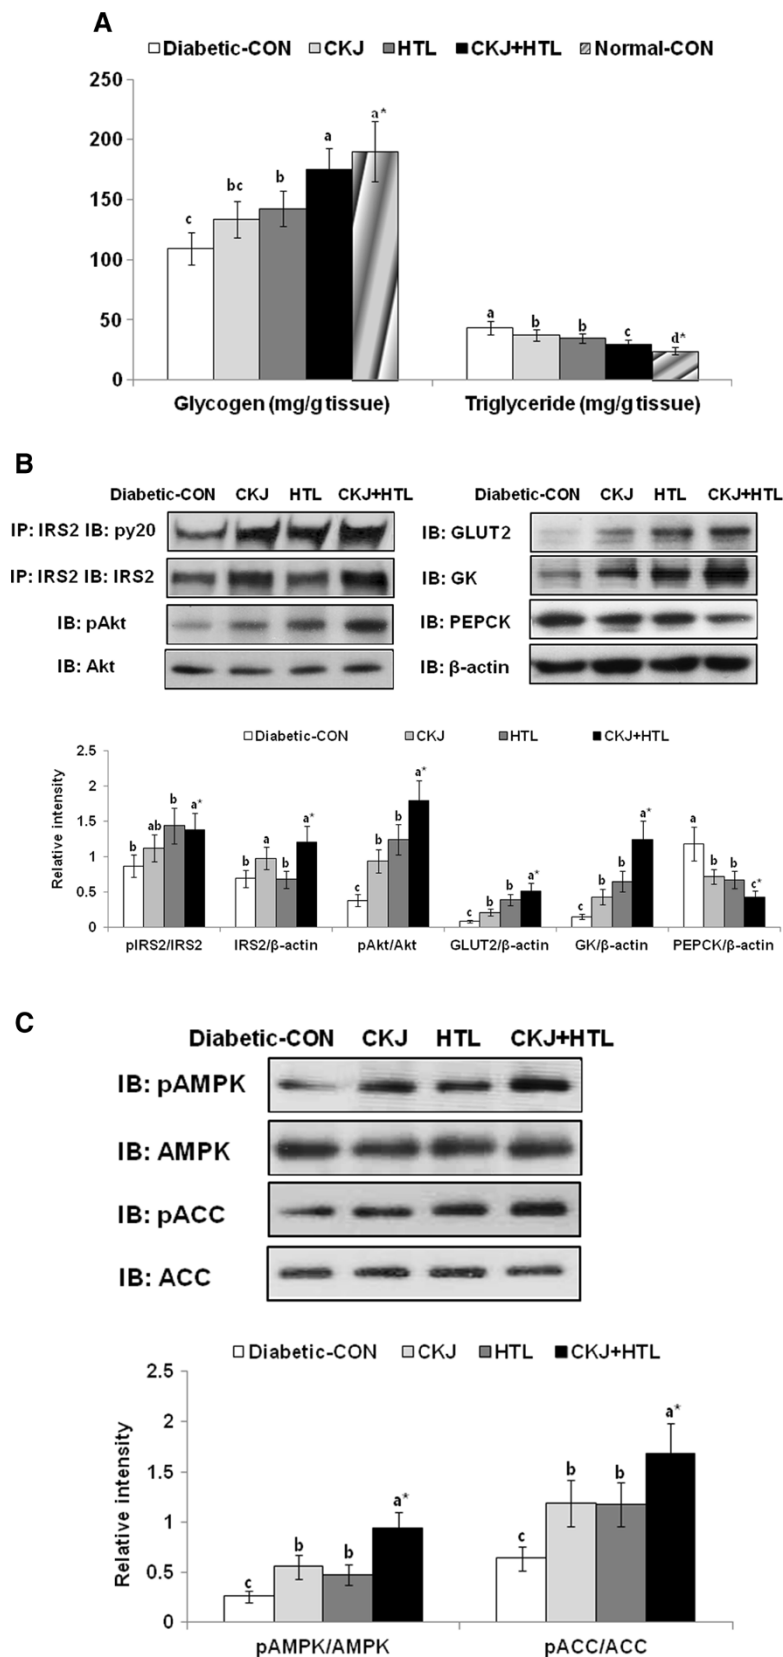 A
Diabetic-CON CKJ HTL CKJ+HTL Normal-CON
250
200
150
100
50
0
c bc b a a*
a b b c d*
Glycogen (mg/g tissue) Triglyceride (mg/g tissue)
B
Diabetic-CON CKJ HTL CKJ+HTL
IP: IRS2 IB: py20
IP: IRS2 IB: IRS2
IB: pAkt
IB: Akt
Diabetic-CON CKJ HTL CKJ+HTL
IB: GLUT2
IB: GK
IB: PEPCK
IB: β-actin
Diabetic-CON CKJ HTL CKJ+HTL
Relative intensity
2.5
2
1.5
1
0.5
0
b ab b a*
b a b a*
c b b a*
c b b a*
c b b a*
a b b c*
pIRS2/IRS2 IRS2/β-actin pAkt/Akt GLUT2/β-actin GK/β-actin PEPCK/β-actin
C
Diabetic-CON CKJ HTL CKJ+HTL
IB: pAMPK
IB: AMPK
IB: pACC
IB: ACC
Diabetic-CON CKJ HTL CKJ+HTL
Relative intensity
2.5
2
1.5
1
0.5
0
c b b a*
c b b a*
pAMPK/AMPK pACC/ACC